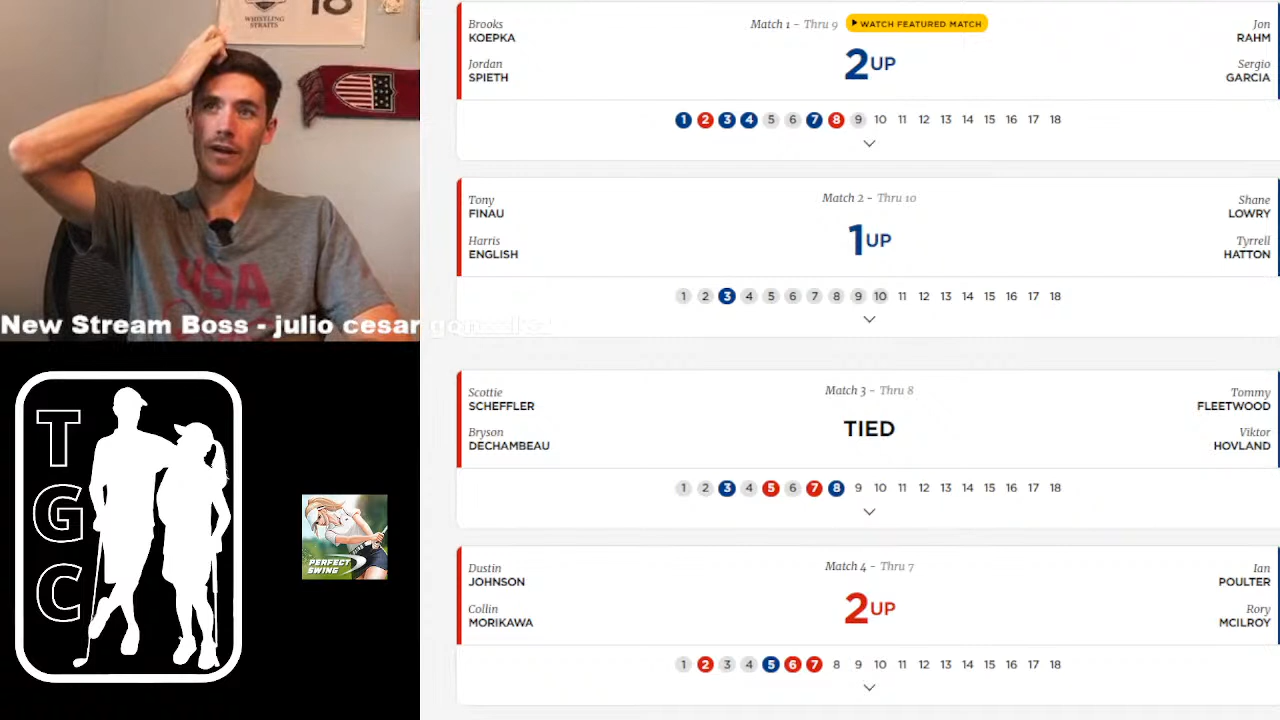 WHISTLING
STRAITS
USA
New Stream Boss - julio cesar
T
G
C
PERFECT
SWING
Brooks
KOEPKA
Jordan
SPIETH
Match 1 - Thru 9 WATCH FEATURED MATCH
2UP
Jon
RAHM
Sergio
GARCIA
1 2 3 4 5 6 7 8 9 10 11 12 13 14 15 16 17 18
Tony
FINAU
Harris
ENGLISH
Match 2 - Thru 10
1UP
Shane
LOWRY
Tyrrell
HATTON
1 2 3 4 5 6 7 8 9 10 11 12 13 14 15 16 17 18
Scottie
SCHEFFLER
Bryson
DECHAMBEAU
Match 3 - Thru 8
TIED
Tommy
FLEETWOOD
Viktor
HOVLAND
1 2 3 4 5 6 7 8 9 10 11 12 13 14 15 16 17 18
Dustin
JOHNSON
Collin
MORIKAWA
Match 4 - Thru 7
2UP
Ian
POULTER
Rory
MCILROY
1 2 3 4 5 6 7 8 9 10 11 12 13 14 15 16 17 18